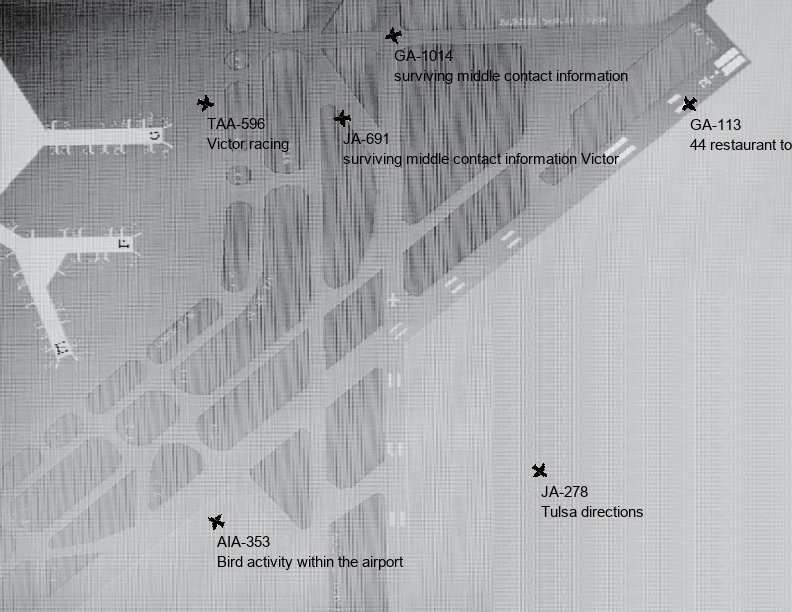 GA-1014
surviving middle contact information
TAA-596
Victor racing
JA-691
surviving middle contact information Victor
GA-113
44 restaurant to
G
F
JA-278
Tulsa directions
AIA-353
Bird activity within the airport